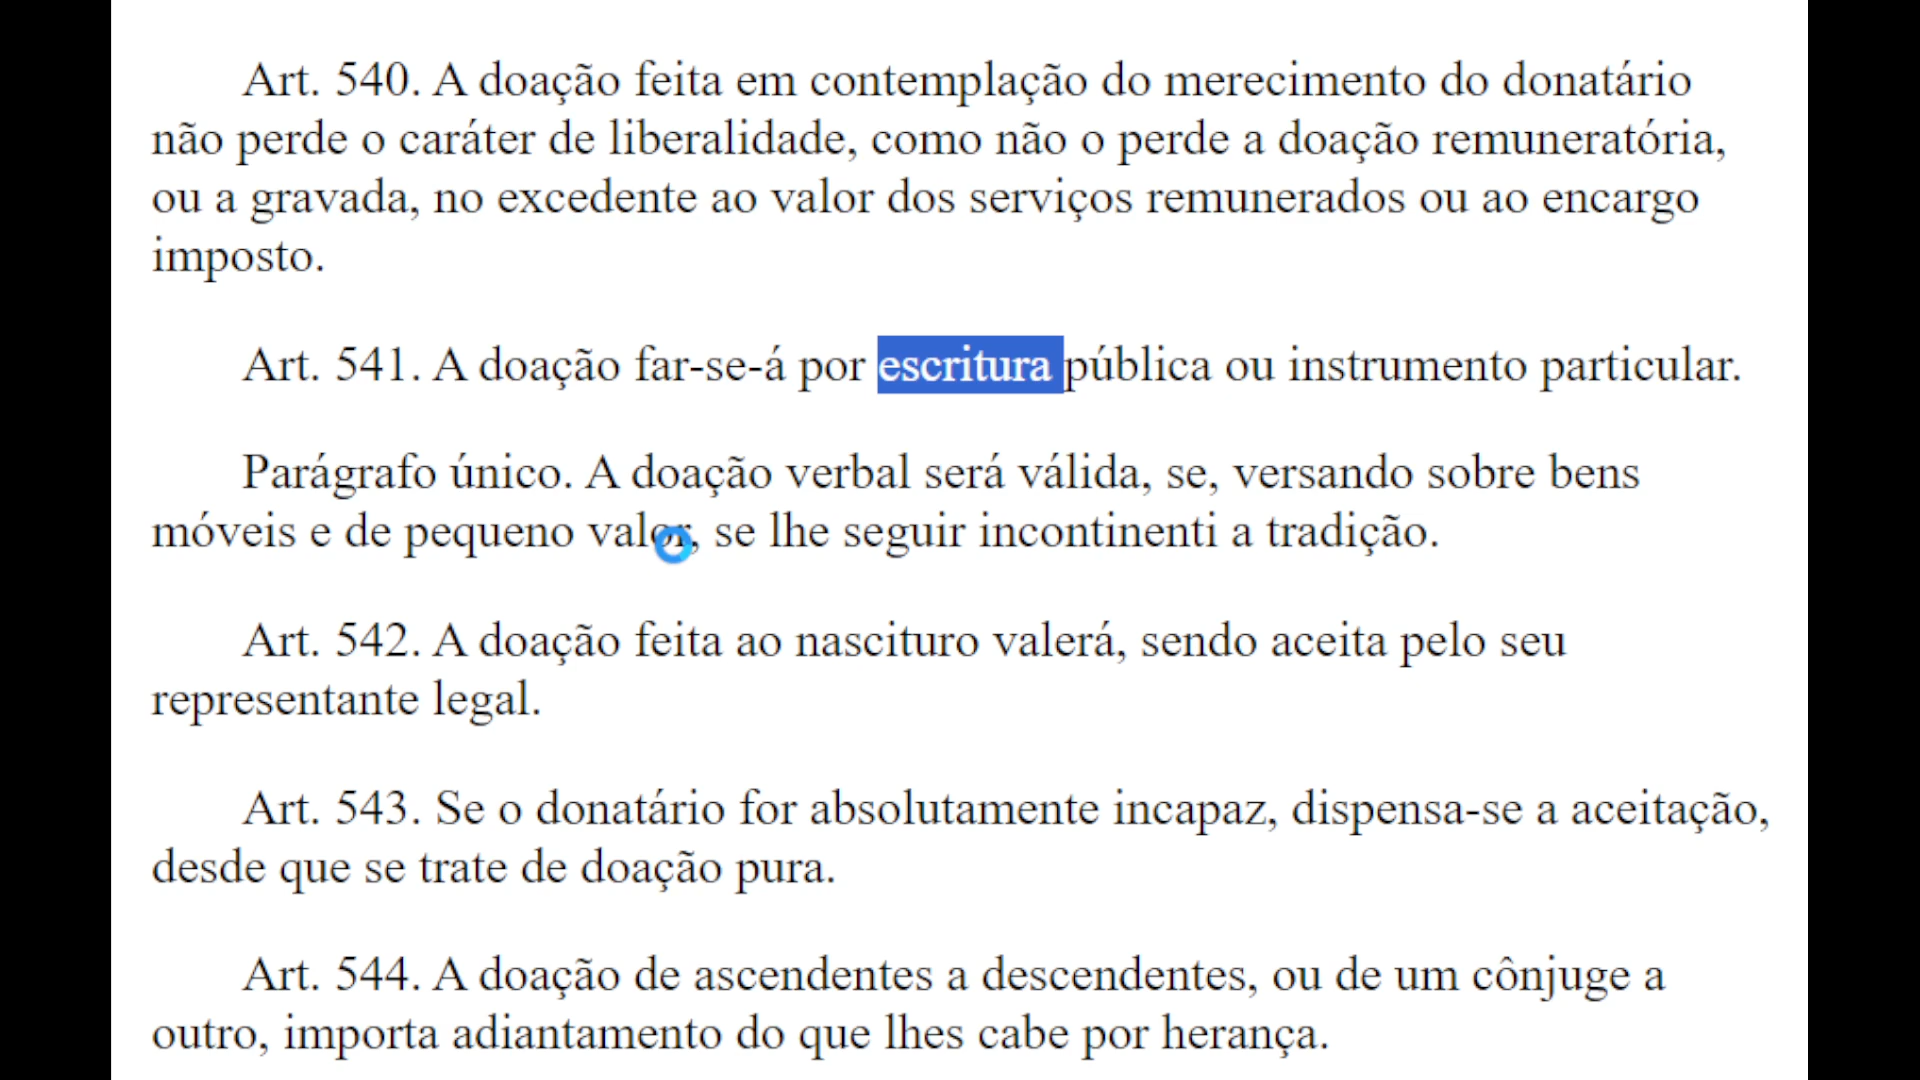 Art. 540. A doação feita em contemplação do merecimento do donatário
não perde o caráter de liberalidade, como não o perde a doação remuneratória,
ou a gravada, no excedente ao valor dos serviços remunerados ou ao encargo
imposto.
Art. 541. A doação far-se-á por escritura pública ou instrumento particular.
Parágrafo único. A doação verbal será válida, se, versando sobre bens
móveis e de pequeno valor, se lhe seguir incontinenti a tradição.
Art. 542. A doação feita ao nascituro valerá, sendo aceita pelo seu
representante legal.
Art. 543. Se o donatário for absolutamente incapaz, dispensa-se a aceitação,
desde que se trate de doação pura.
Art. 544. A doação de ascendentes a descendentes, ou de um cônjuge a
outro, importa adiantamento do que lhes cabe por herança.